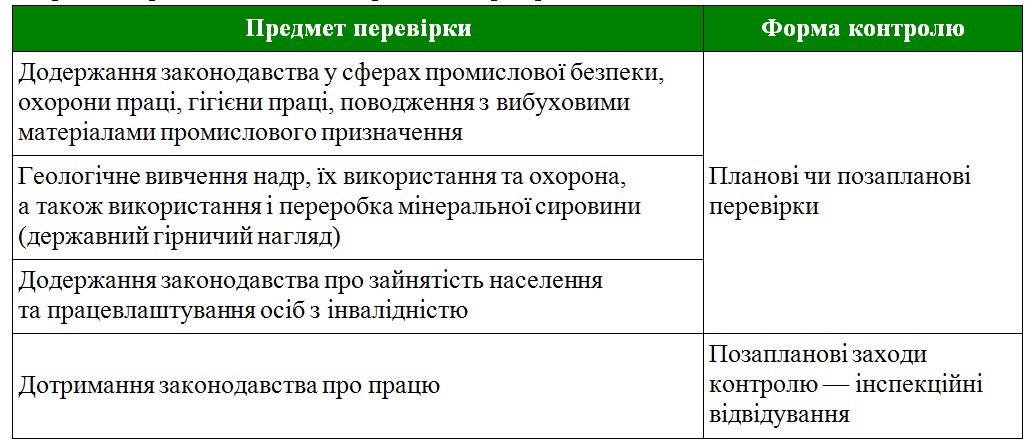 Предмет перевірки
Форма контролю
Додержання законодавства у сферах промислової безпеки,
охорони праці, гігієни праці, поводження з вибуховими
матеріалами промислового призначення
Геологічне вивчення надр, їх використання та охорона,
а також використання і переробка мінеральної сировини
(державний гірничий нагляд)
Додержання законодавства про зайнятість населення
та працевлаштування осіб з інвалідністю
Планові чи позапланові
перевірки
Дотримання законодавства про працю
Позапланові заходи
контролю — інспекційні
відвідування